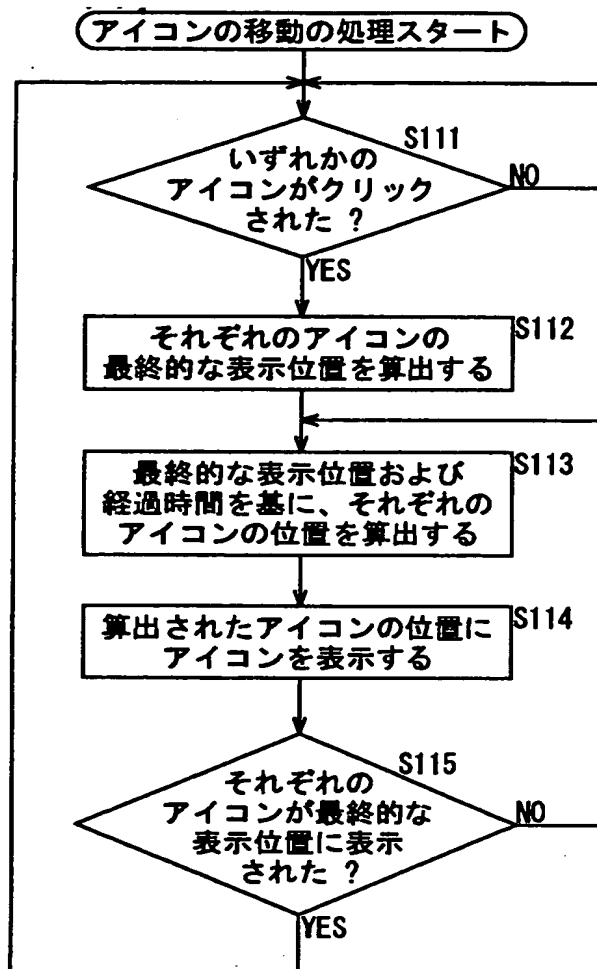 アイコンの移動の処理スタート
S111
いずれかの
アイコンがクリック
された ?
NO
YES
S112
それぞれのアイコンの
最終的な表示位置を算出する
S113
最終的な表示位置および
経過時間を基に、それぞれの
アイコンの位置を算出する
S114
算出されたアイコンの位置に
アイコンを表示する
S115
それぞれの
アイコンが最終的な
表示位置に表示
された ?
NO
YES